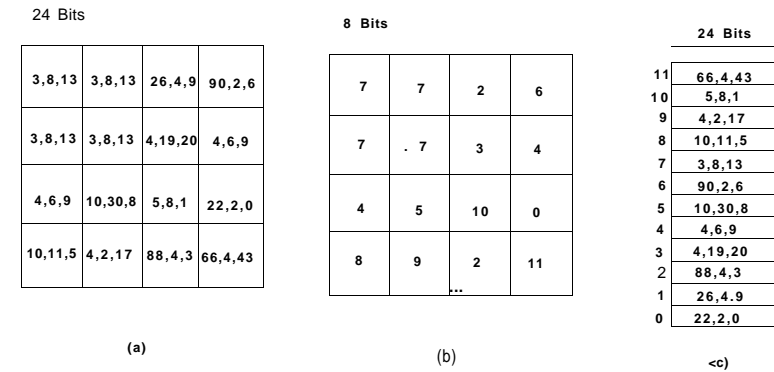 24 Bits
3,8,13 3,8,13 26,4,9 90,2,6
3,8,13 3,8,13 4,19,20 4,6,9
4,6,9 10,30,8 5,8,1 22,2,0
10,11,5 4,2,17 88,4,3 66,4,43
(a)
8 Bits
7 7 2 6
7 . 7 3 4
4 5 10 0
8 9 2 11
...
(b)
24 Bits
11 66,4,43
10 5,8,1
9 4,2,17
8 10,11,5
7 3,8,13
6 90,2,6
5 10,30,8
4 4,6,9
3 4,19,20
2 88,4,3
1 26,4.9
0 22,2,0
<c)